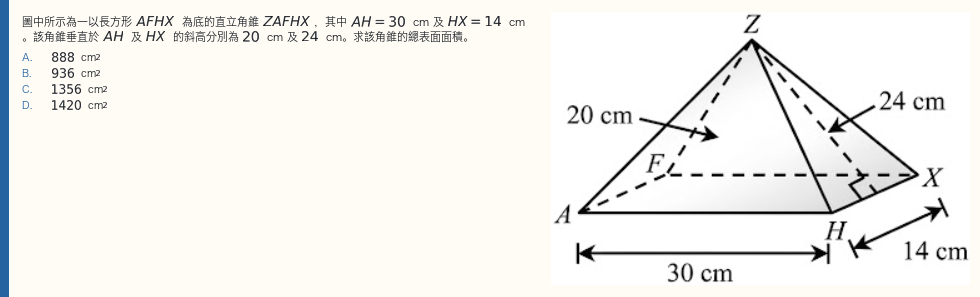 圖中所示為一以長方形 AFHX 為底的直立角錐 ZAFHX ，其中 AH = 30 cm 及 HX = 14 cm
。該角錐垂直於 AH 及 HX 的斜高分別為 20 cm 及 24 cm。求該角錐的總表面面積。
A. 888 cm2
B. 936 cm2
C. 1356 cm2
D. 1420 cm2
Z
20 cm
24 cm
F
X
A
H
14 cm
30 cm